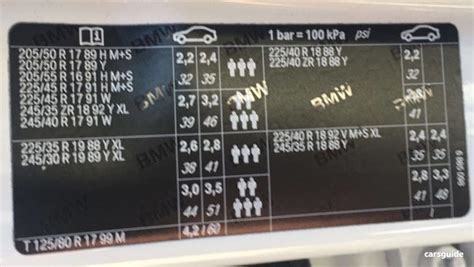 1 bar = 100 kPa psi
205/50 R 17 89 H M+S
205/50 R 17 89 Y
205/55 R 16 91 H M+S
225/45 R 17 91 H M+S
225/45 R 17 91 W
245/35 ZR 18 92 Y XL
245/40 R 17 91 W
2,2 2,4
32 35
2,7 3,2
39 46
225/40 R 18 88 Y
225/40 ZR 18 88 Y
2,2
32
41
225/35 R 19 88 Y XL
245/30 R 19 89 Y XL
2,6 2,8
38 41
3,0 3,5
44 51
225/40 R 18 92 V M+S XL
245/35 R 18 88 Y
2,4 2,4
35 35
2,8 3,3
41 48
T 125/80 R 17 99 M
4,2/60
BMW
BMW
BMW
carsguide